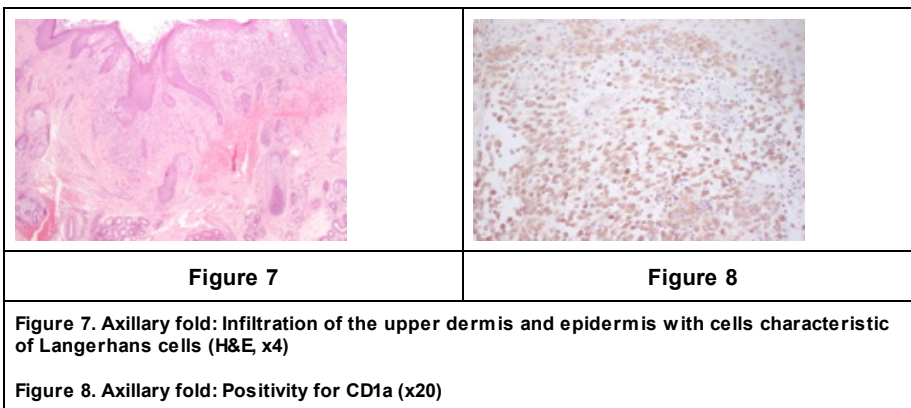 Figure 7
Figure 8
Figure 7. Axillary fold: Infiltration of the upper dermis and epidermis with cells characteristic
of Langerhans cells (H&E, x4)
Figure 8. Axillary fold: Positivity for CD1a (x20)